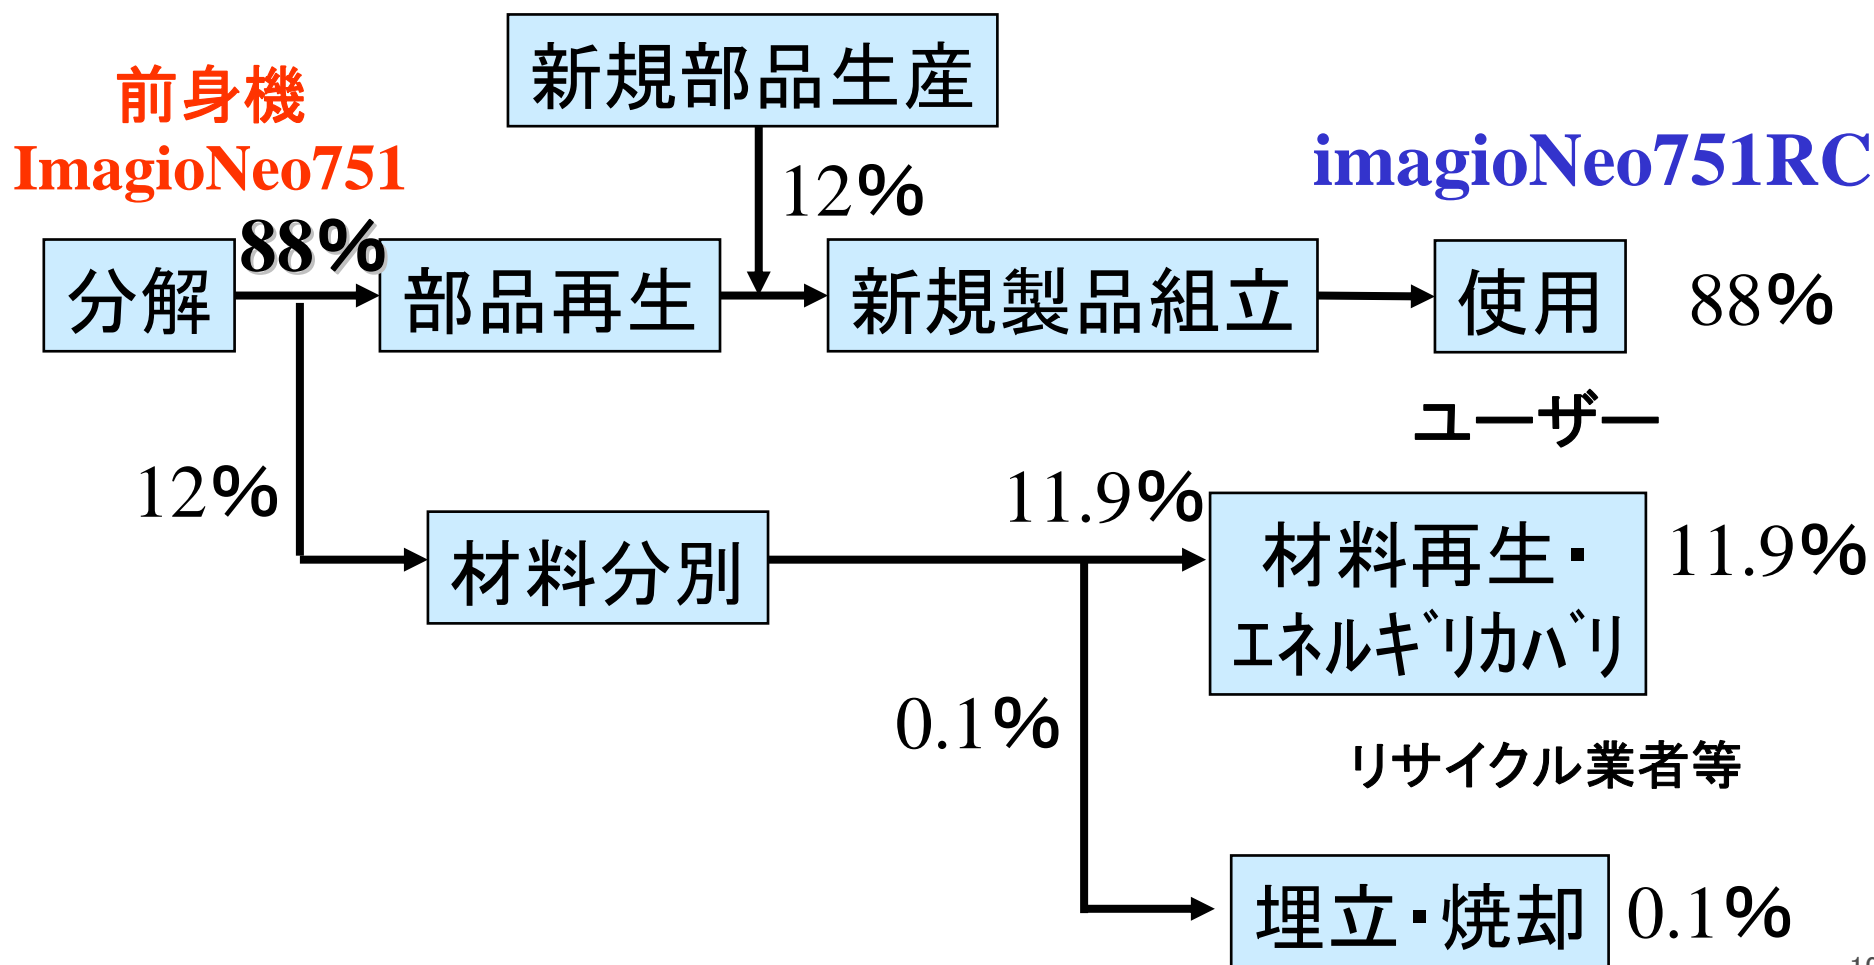 新規部品生産
前身機
ImagioNeo751
imagioNeo751RC
12%
88%
分解
部品再生
新規製品組立
使用
88%
ユーザー
12%
11.9%
材料分別
材料再生・
ｴﾈﾙｷﾞﾘｶﾊﾞﾘ
11.9%
0.1%
リサイクル業者等
埋立・焼却
0.1%